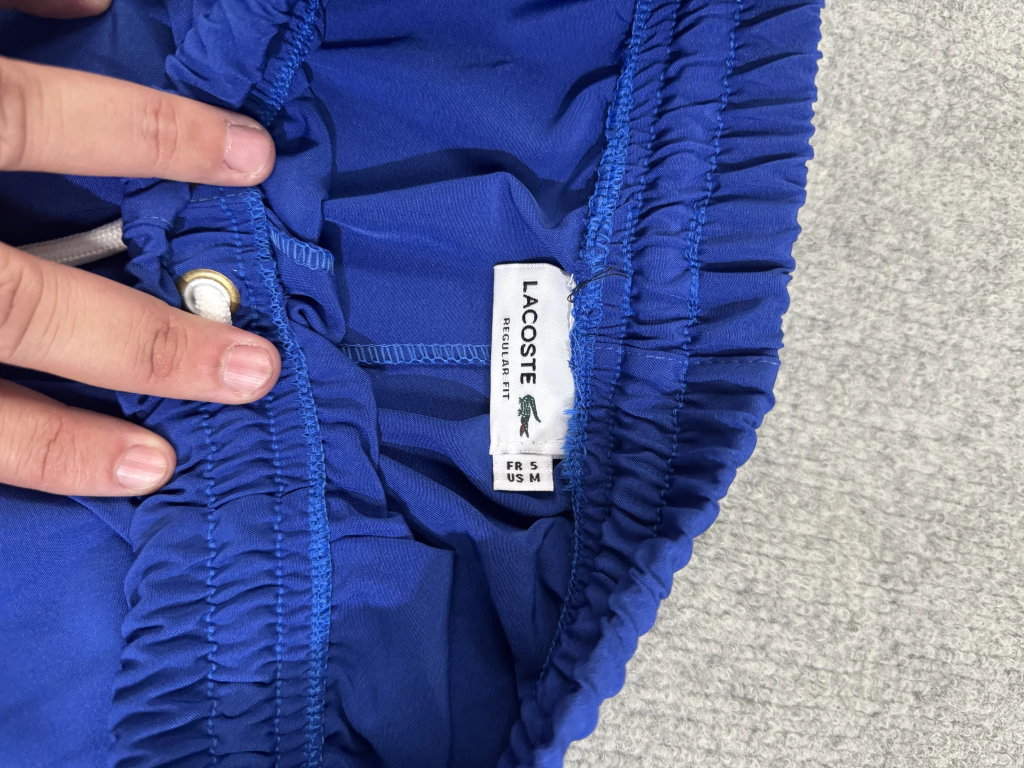 LACOSTE
REGULAR FIT
FR 5
US M